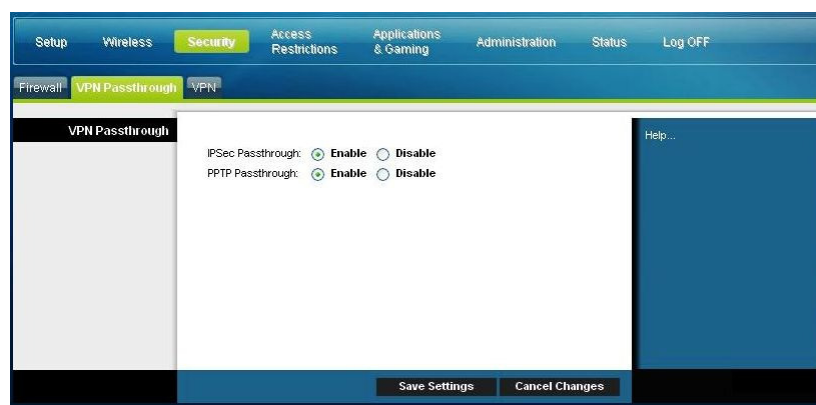 Setup Wireless Security Access Restrictions Applications & Gaming Administration Status Log OFF
Firewall VPN Passthrough VPN
VPN Passthrough
Help...
IPSec Passthrough: Enable Disable
PPTP Passthrough: Enable Disable
Save Settings Cancel Changes